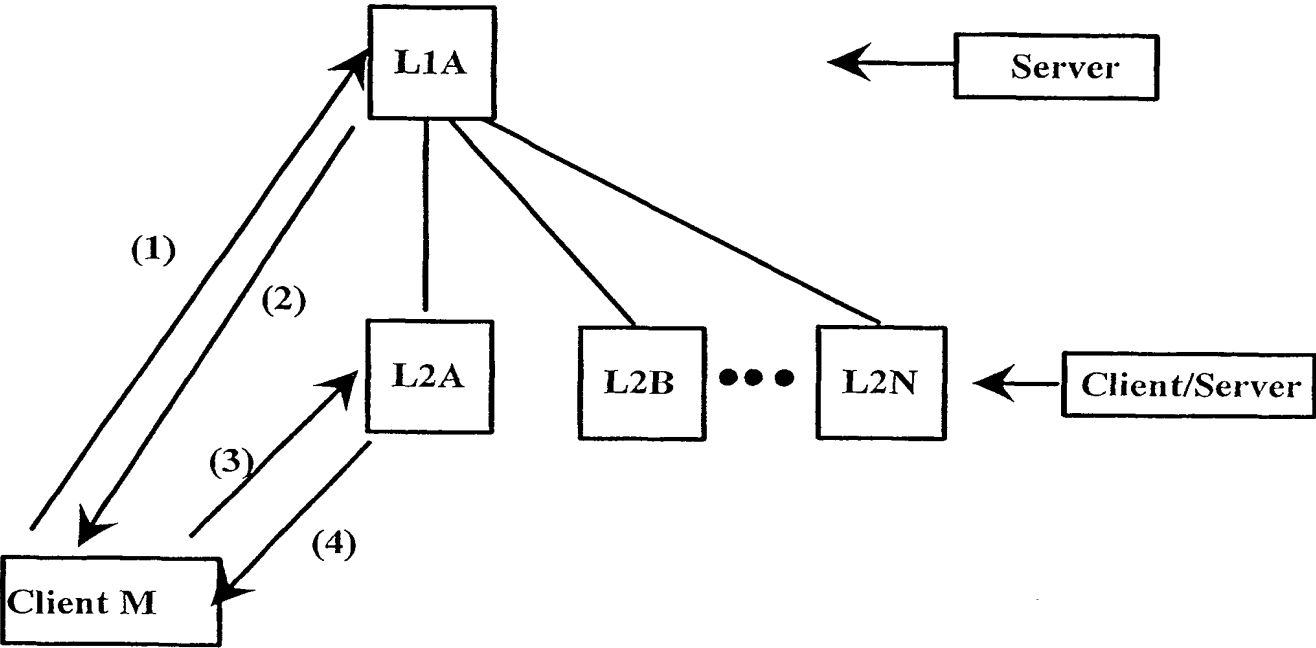 L1A
Server
(1)
(2)
L2A
L2B
L2N
Client/Server
(3)
(4)
Client M